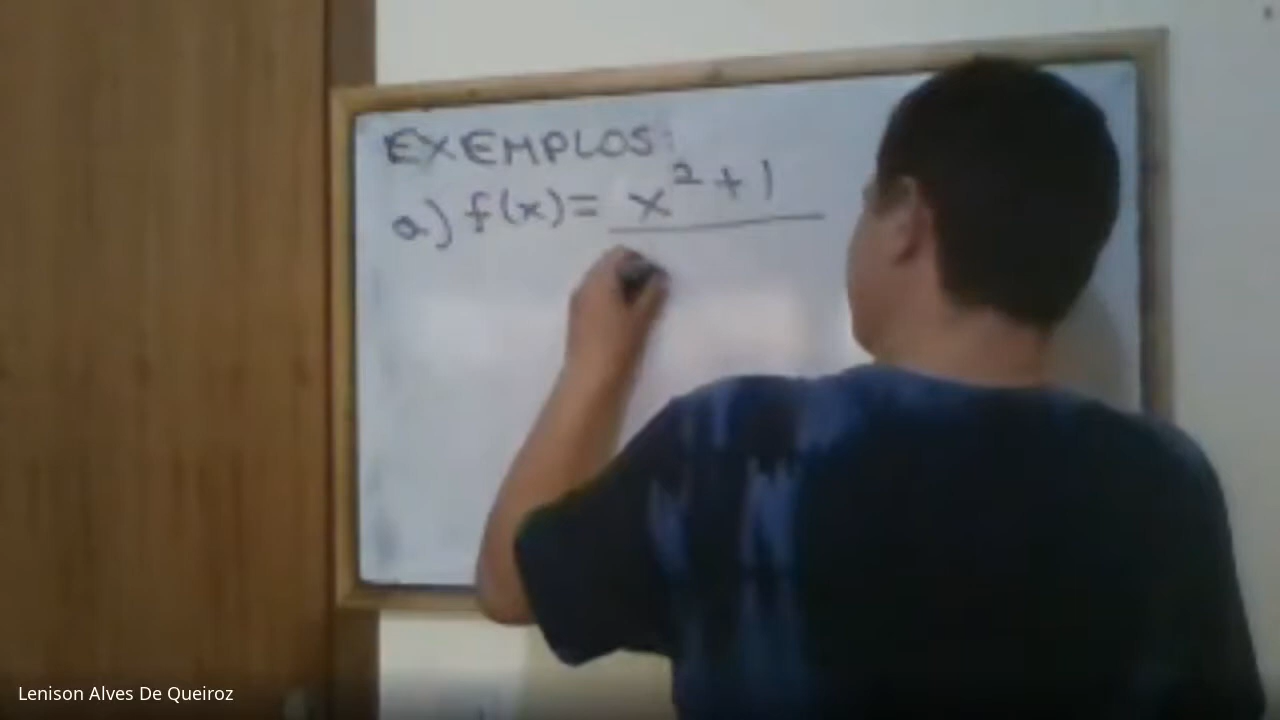 EXEMPLOS:
a) f(x) = x² + 1
Lenison Alves De Queiroz